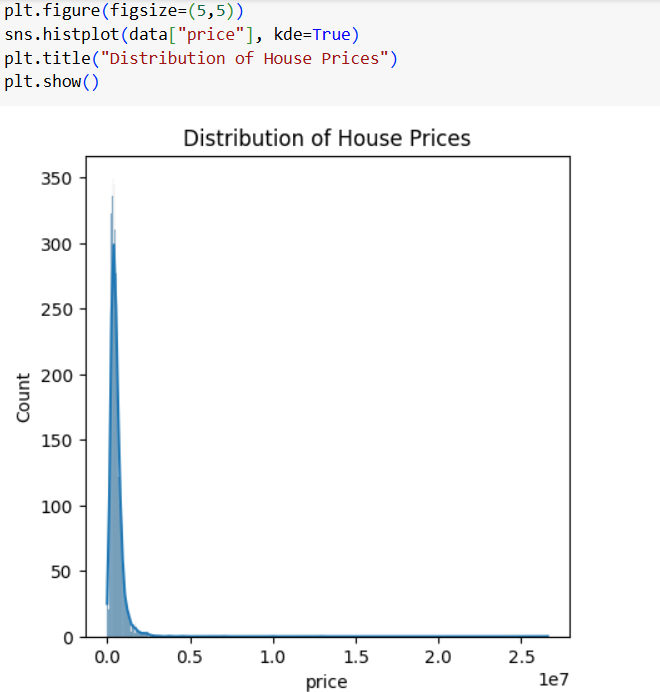 plt.figure(figsize=(5,5))
sns.histplot(data["price"], kde=True)
plt.title("Distribution of House Prices")
plt.show()
Distribution of House Prices
350
300
250
200
150
100
50
0
Count
0.0 0.5 1.0 1.5 2.0 2.5
1e7
price